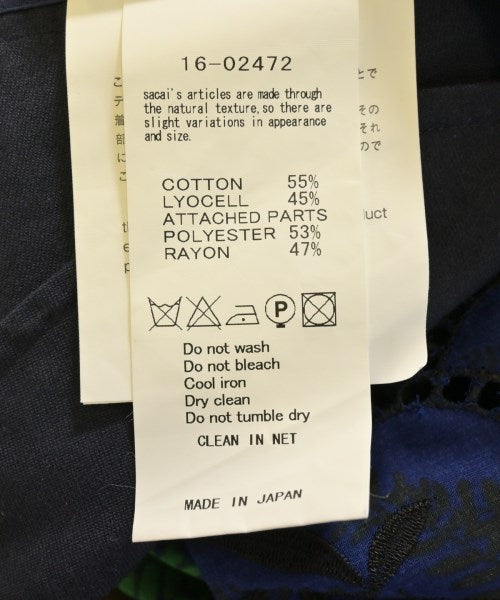 16-02472
sacai's articles are made through
the natural texture, so there are
slight variations in appearance
and size.
COTTON 55%
LYOCELL 45%
ATTACHED PARTS
POLYESTER 53%
RAYON 47%
P
Do not wash
Do not bleach
Cool iron
Dry clean
Do not tumble dry
CLEAN IN NET
MADE IN JAPAN